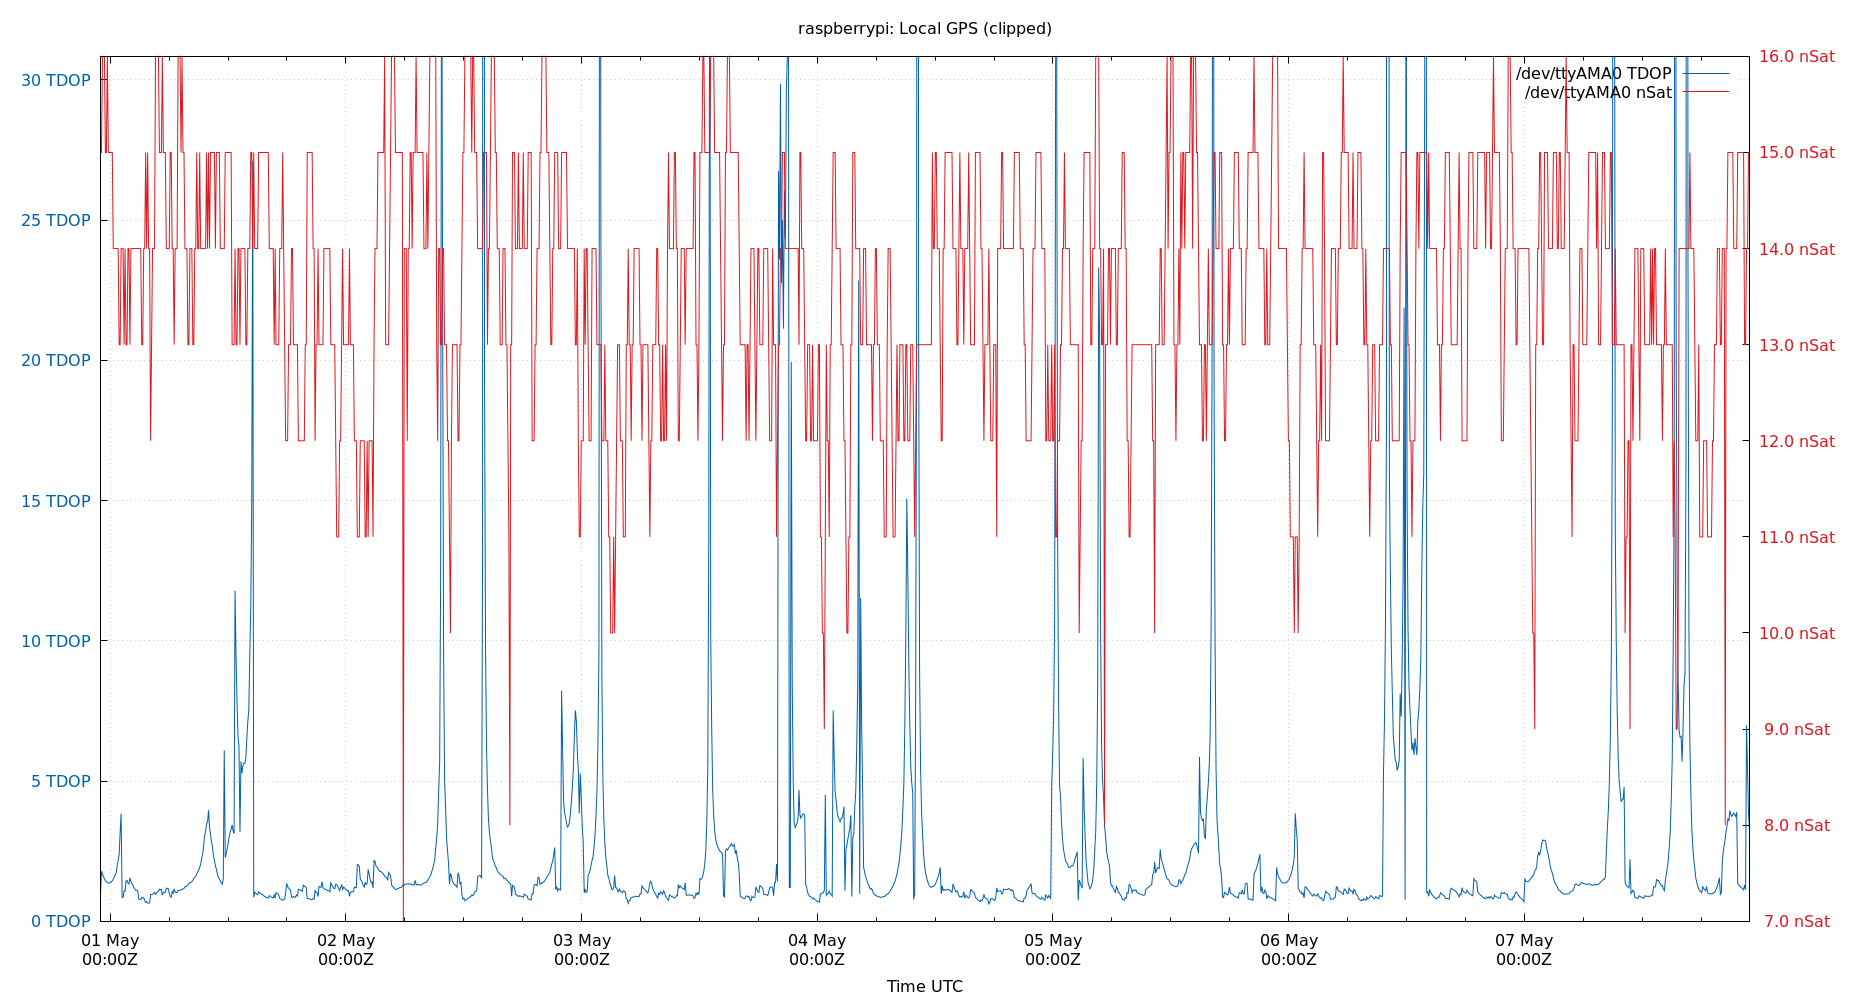 raspberrypi: Local GPS (clipped)
/dev/ttyAMA0 TDOP
/dev/ttyAMA0 nSat
30 TDOP
25 TDOP
20 TDOP
15 TDOP
10 TDOP
5 TDOP
0 TDOP
16.0 nSat
15.0 nSat
14.0 nSat
13.0 nSat
12.0 nSat
11.0 nSat
10.0 nSat
9.0 nSat
8.0 nSat
7.0 nSat
01 May 02 May 03 May 04 May 05 May 06 May 07 May
00:00Z 00:00Z 00:00Z 00:00Z 00:00Z 00:00Z 00:00Z
Time UTC